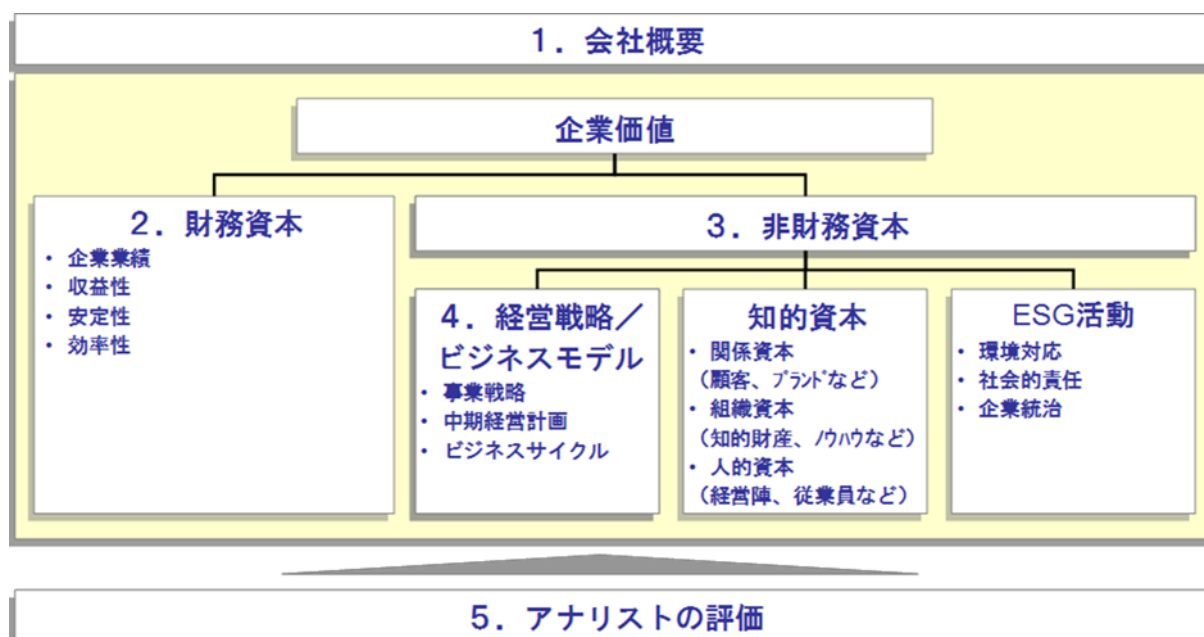 １．会社概要
企業価値
２．財務資本
・ 企業業績
・ 収益性
・ 安定性
・ 効率性
３．非財務資本
４．経営戦略／
ビジネスモデル
・ 事業戦略
・ 中期経営計画
・ ビジネスサイクル
知的資本
・ 関係資本
（顧客、ﾌﾞﾗﾝﾄﾞなど）
・ 組織資本
（知的財産、ﾉｳﾊｳなど）
・ 人的資本
（経営陣、従業員など）
ESG活動
・ 環境対応
・ 社会的責任
・ 企業統治
５．アナリストの評価